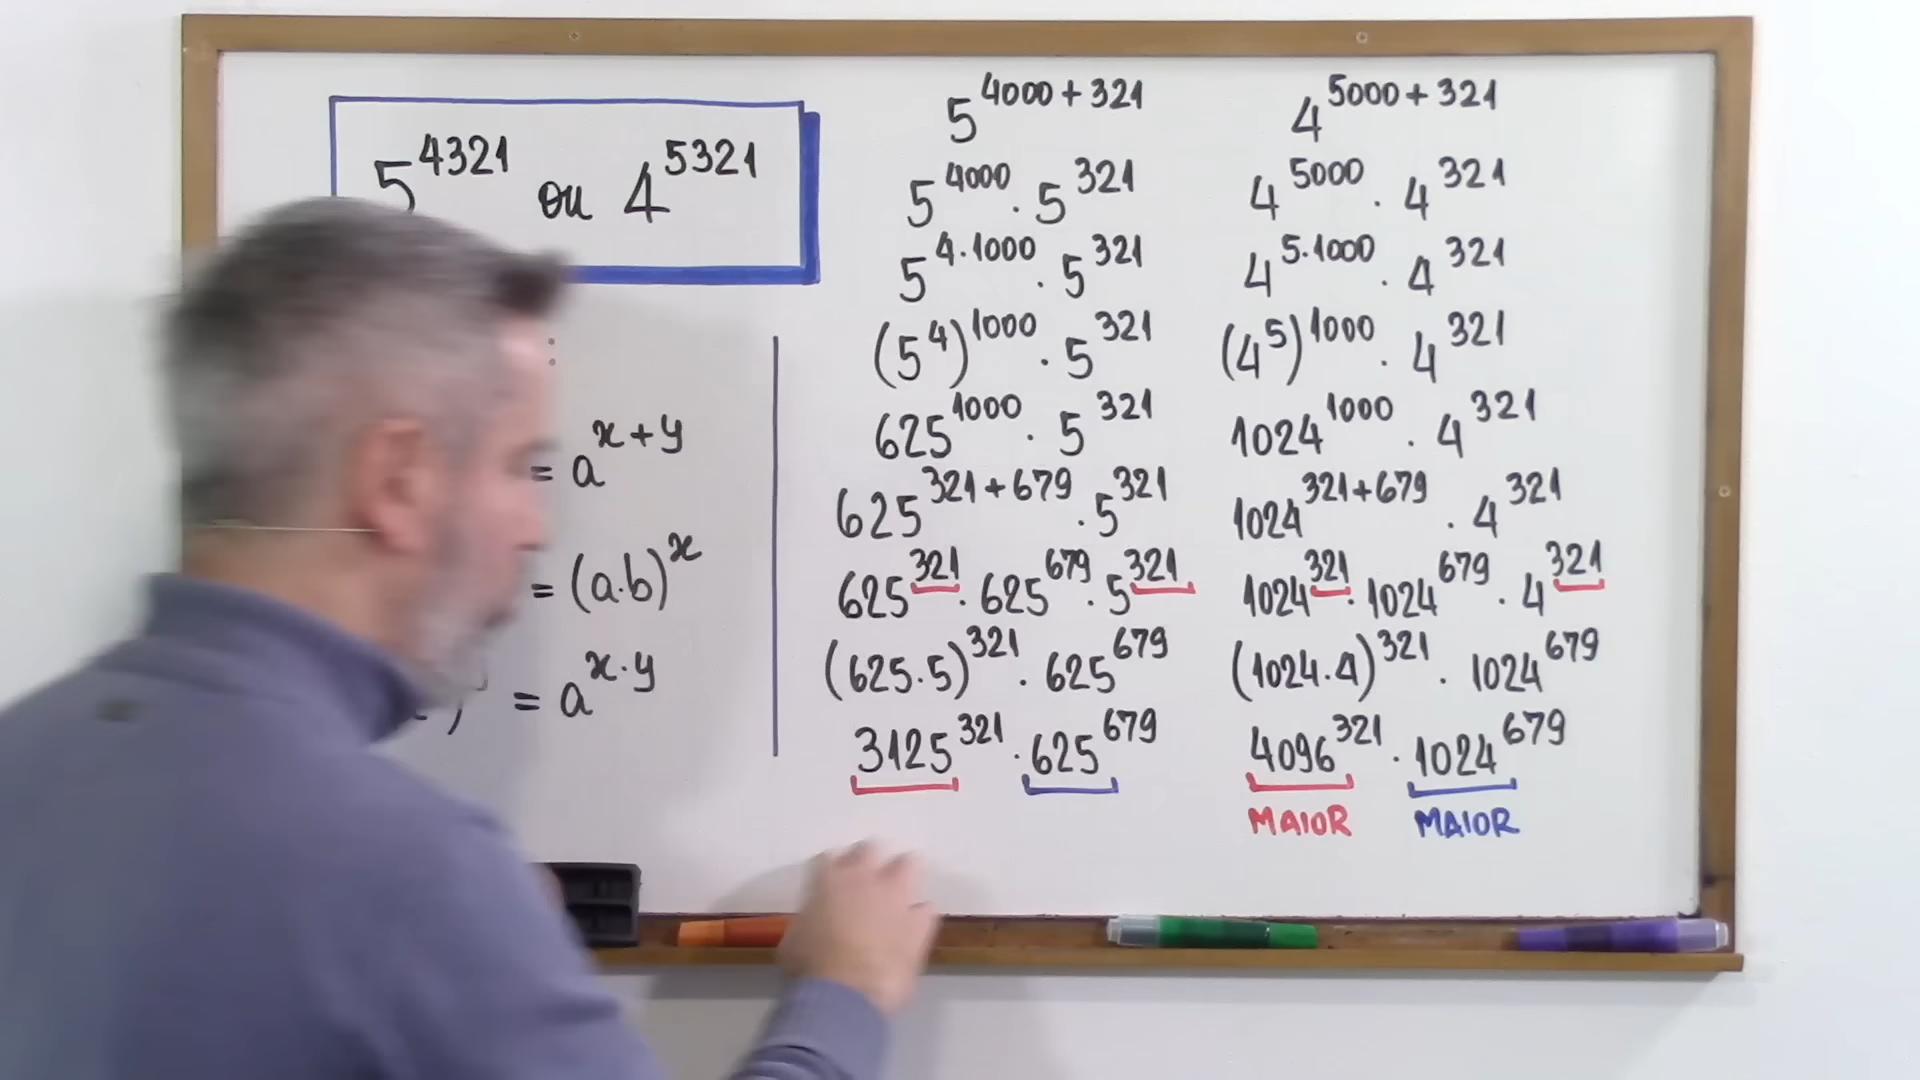 5^4321 ou 4^5321
:
= a^x+y
= (a·b)^x
) = a^x·y
5^4000+321
5^4000 · 5^321
5^4·1000 · 5^321
(5^4)^1000 · 5^321
625^1000 · 5^321
625^321+679 · 5^321
625^321 · 625^679 · 5^321
(625·5)^321 · 625^679
3125^321 · 625^679
4^5000+321
4^5000 · 4^321
4^5·1000 · 4^321
(4^5)^1000 · 4^321
1024^1000 · 4^321
1024^321+679 · 4^321
1024^321 · 1024^679 · 4^321
(1024·4)^321 · 1024^679
4096^321 · 1024^679
MAIOR MAIOR